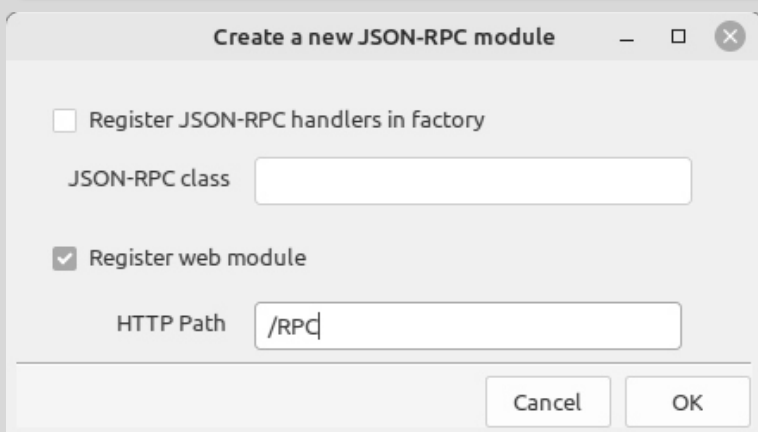 Create a new JSON-RPC module
Register JSON-RPC handlers in factory
JSON-RPC class
Register web module
HTTP Path /RPC
Cancel OK